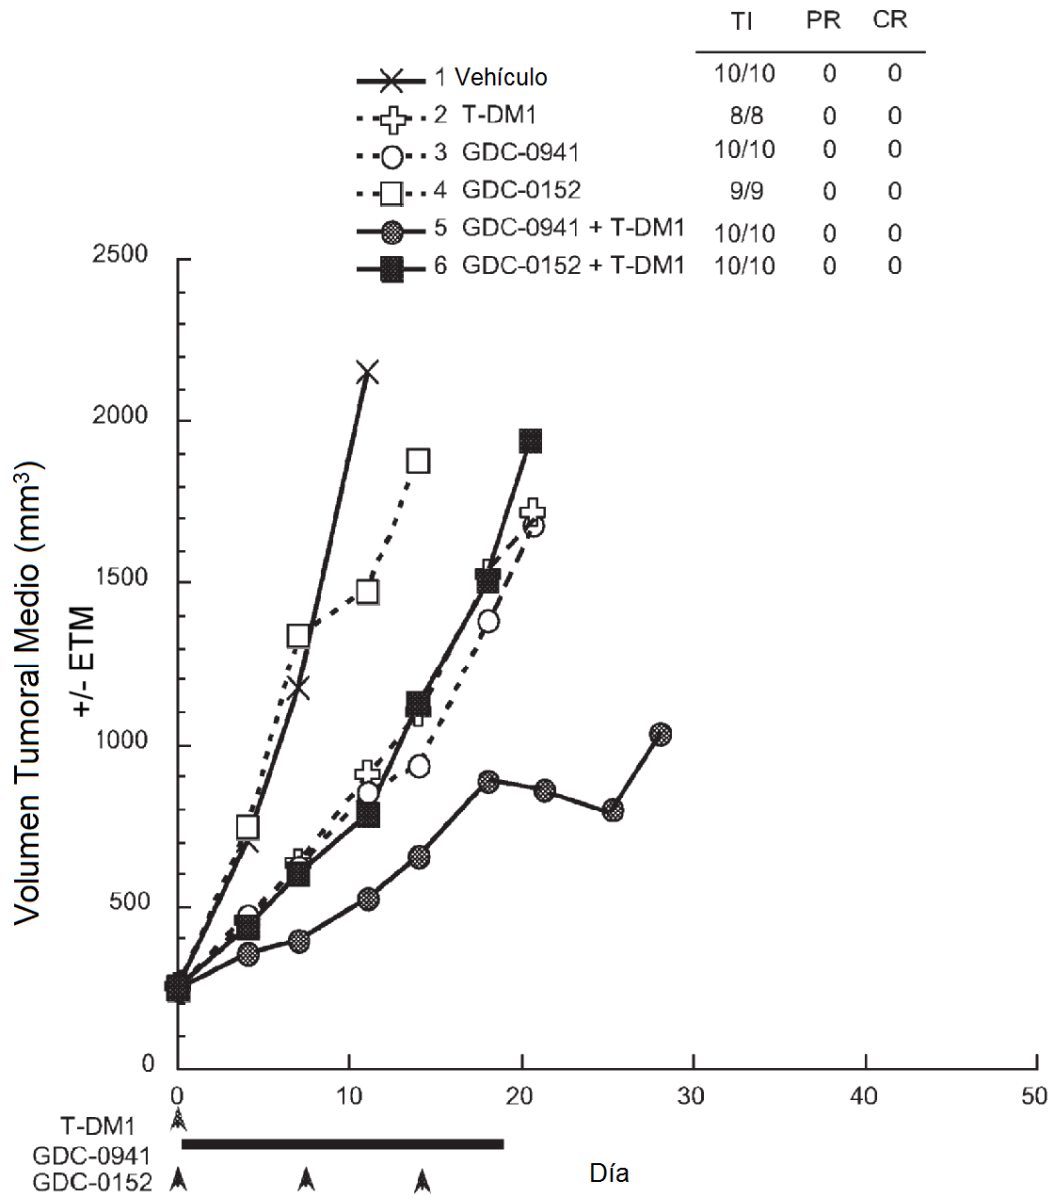 TI PR CR
1 Vehículo 10/10 0 0
2 T-DM1 8/8 0 0
3 GDC-0941 10/10 0 0
4 GDC-0152 9/9 0 0
5 GDC-0941 + T-DM1 10/10 0 0
6 GDC-0152 + T-DM1 10/10 0 0
Volumen Tumoral Medio (mm³)
+/- ETM
2500
2000
1500
1000
500
0
0 10 20 30 40 50
T-DM1
GDC-0941
GDC-0152
Día